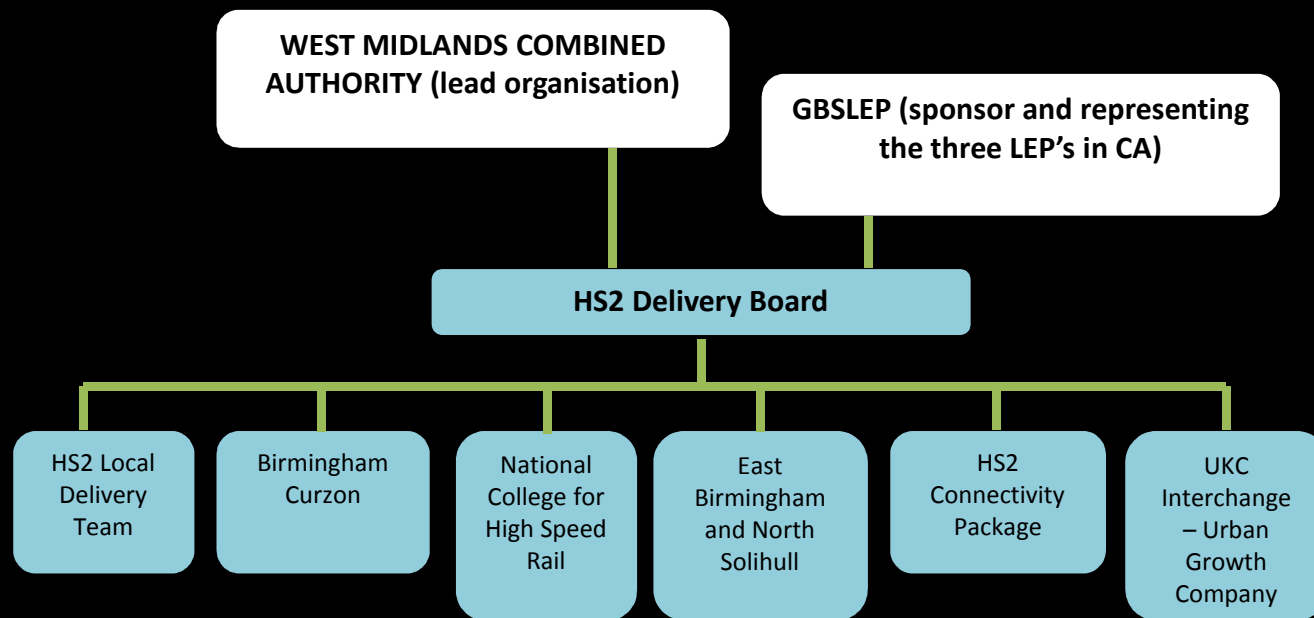 WEST MIDLANDS COMBINED
AUTHORITY (lead organisation)
GBSLEP (sponsor and representing
the three LEP’s in CA)
HS2 Delivery Board
HS2 Local
Delivery
Team
Birmingham
Curzon
National
College for
High Speed
Rail
East
Birmingham
and North
Solihull
HS2
Connectivity
Package
UKC
Interchange
– Urban
Growth
Company